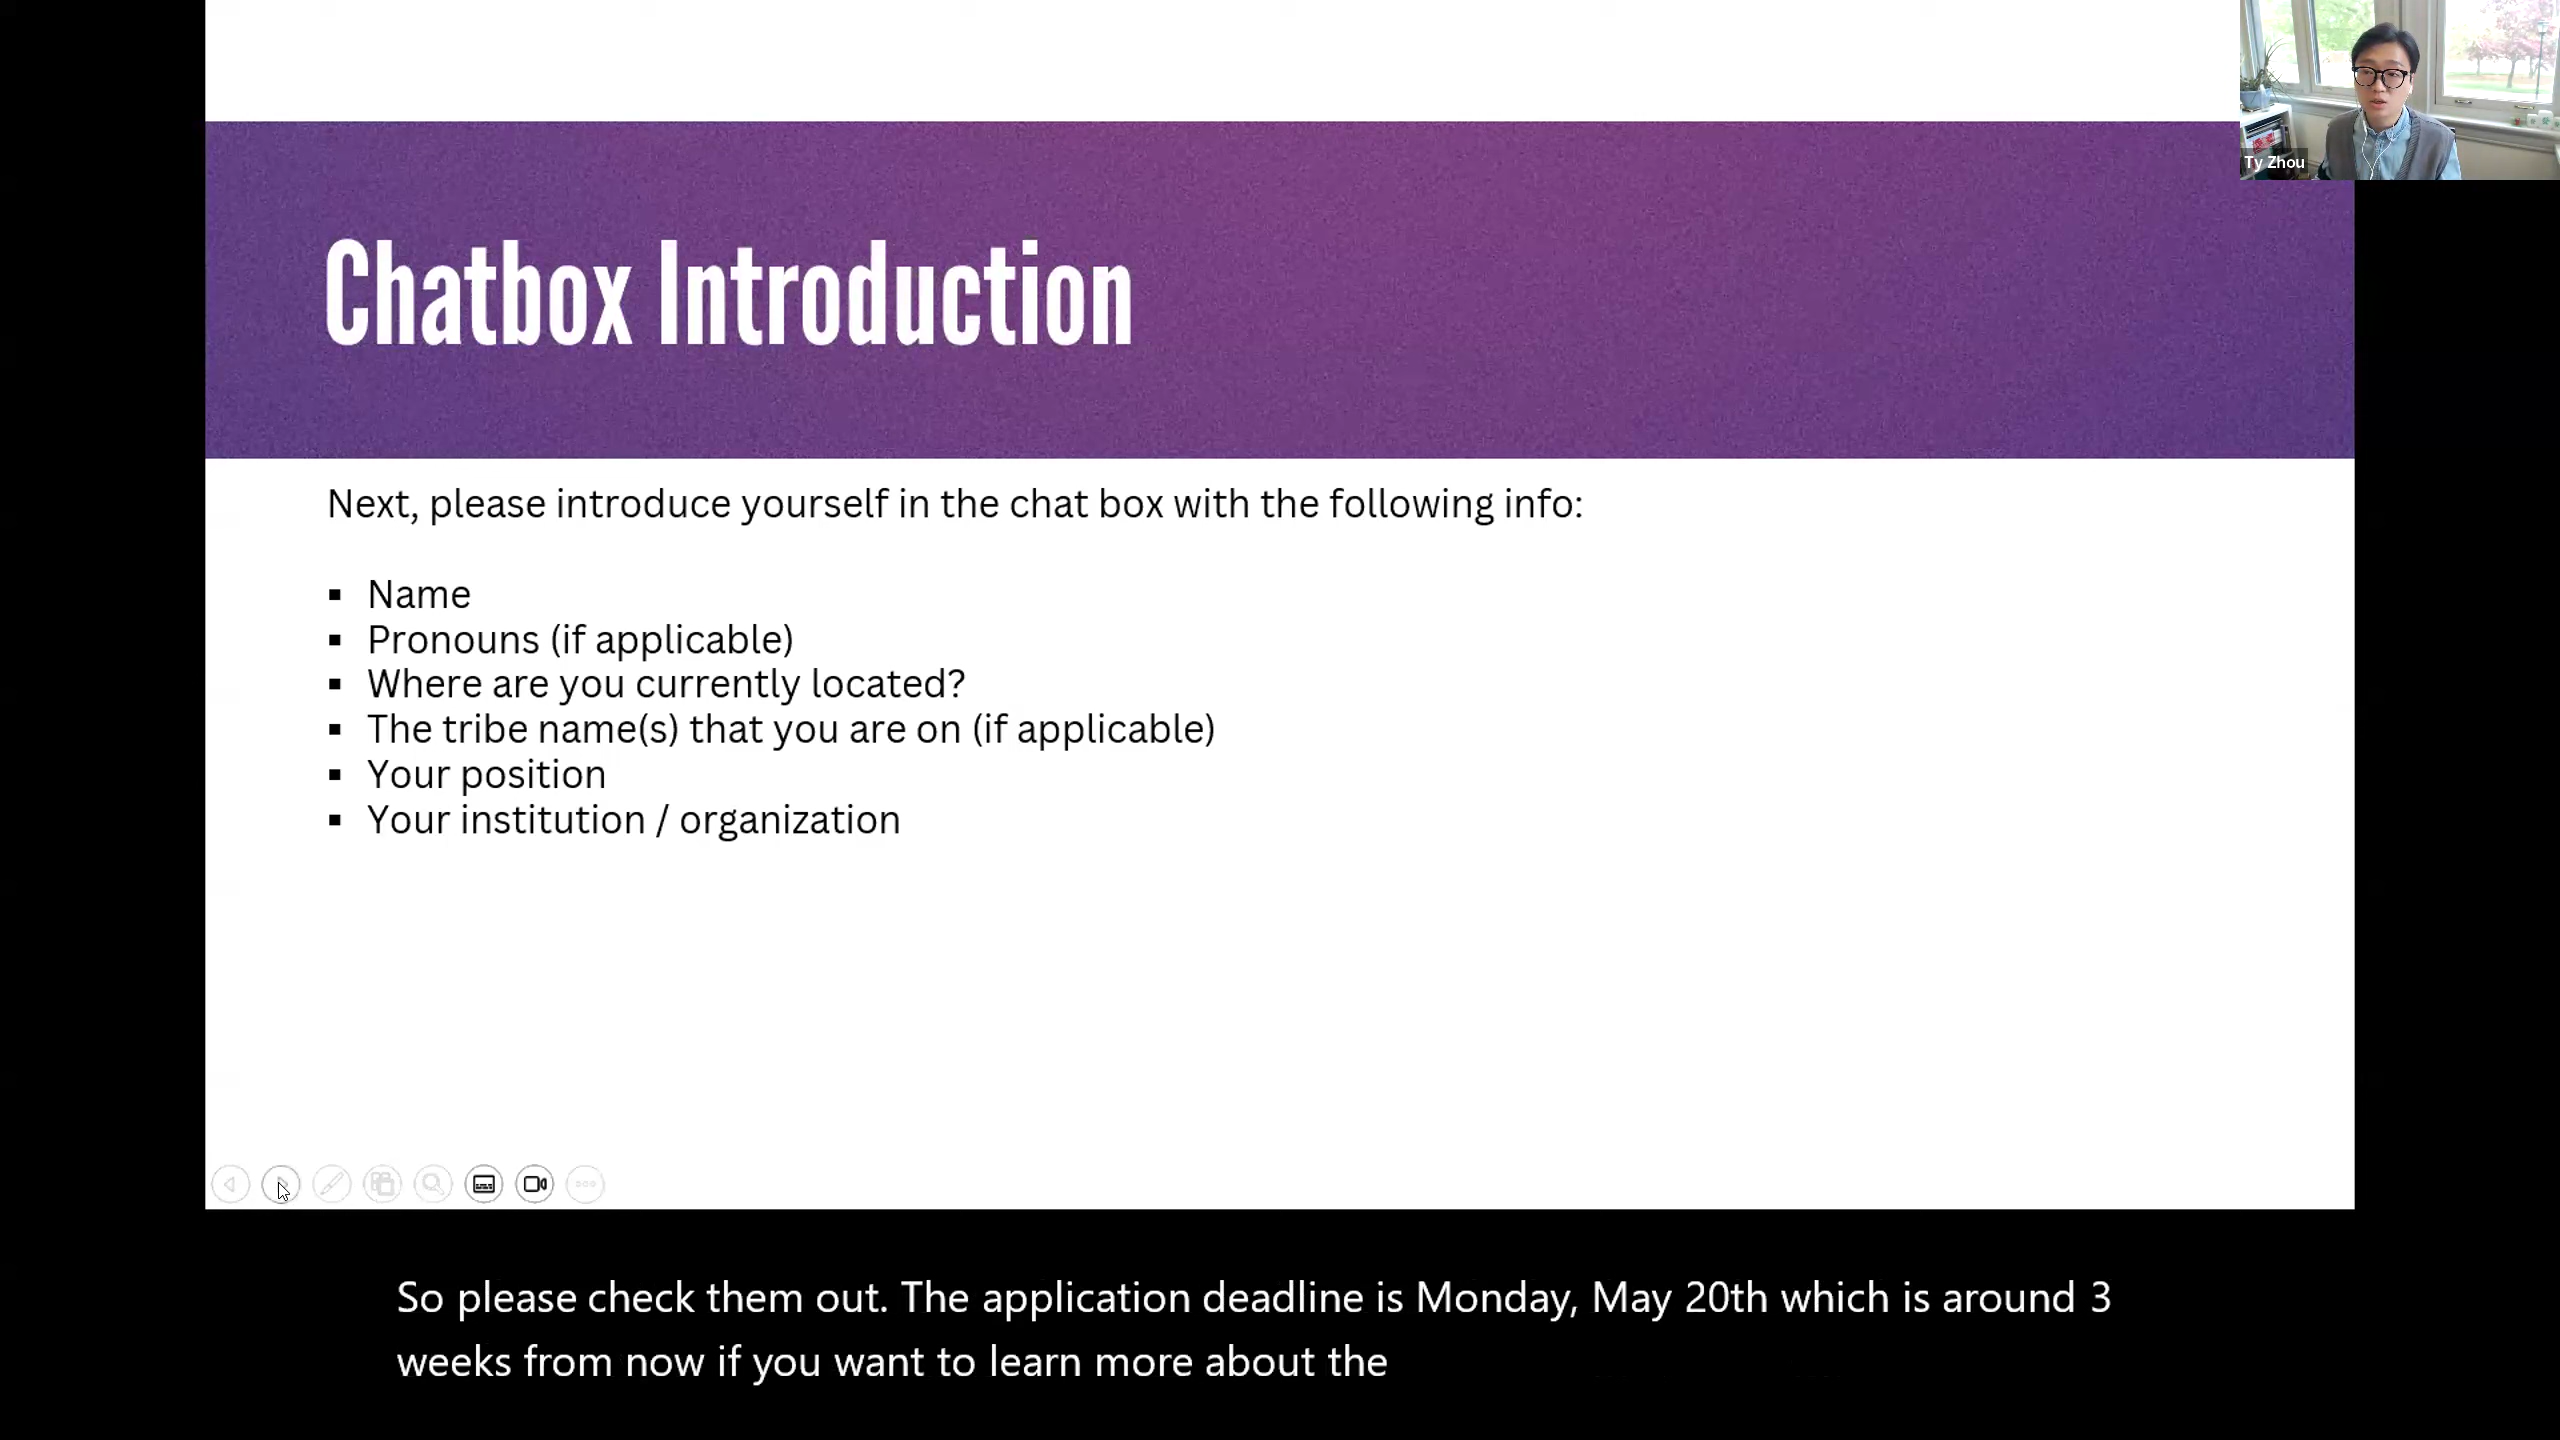 Ty Zhou
Chatbox Introduction
Next, please introduce yourself in the chat box with the following info:
▪ Name
▪ Pronouns (if applicable)
▪ Where are you currently located?
▪ The tribe name(s) that you are on (if applicable)
▪ Your position
▪ Your institution / organization
So please check them out. The application deadline is Monday, May 20th which is around 3
weeks from now if you want to learn more about the